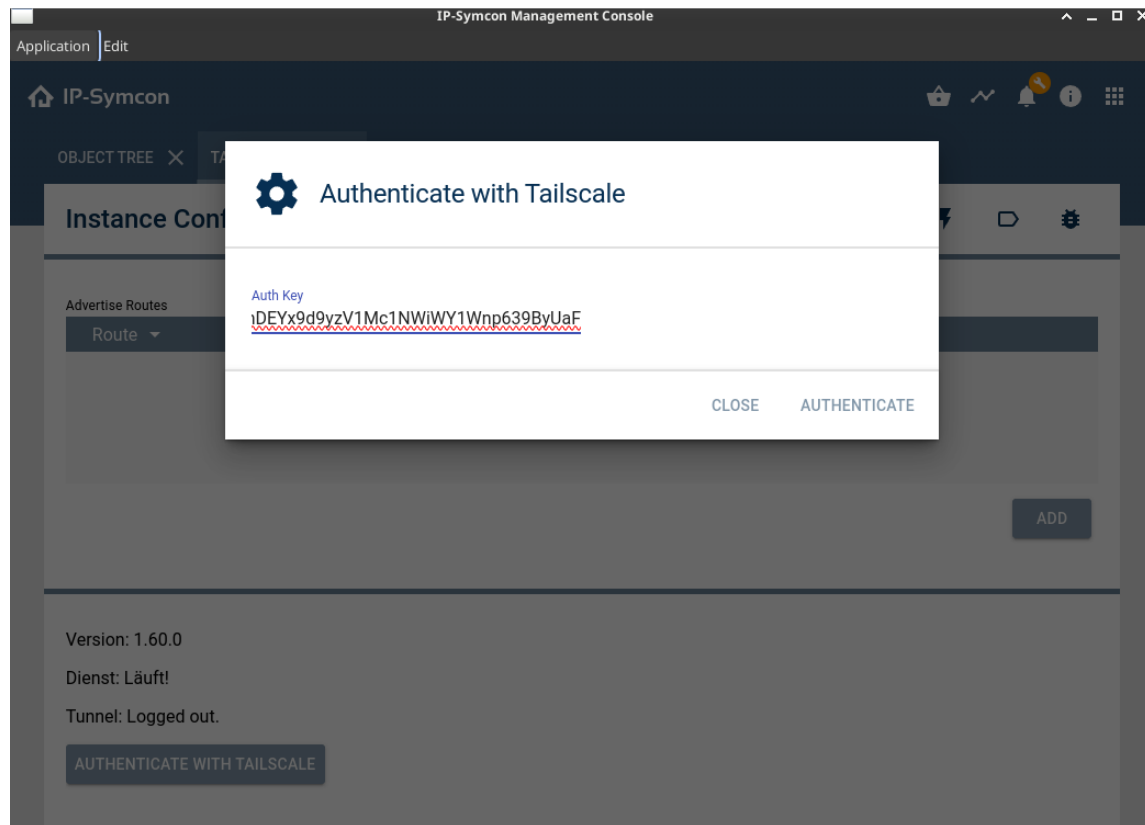 IP-Symcon Management Console
Application Edit
IP-Symcon
OBJECT TREE
Authenticate with Tailscale
Instance
Auth Key
DEYx9d9yzV1Mc1NWiWY1Wnp639ByUaF
Advertise Routes
Route
CLOSE AUTHENTICATE
ADD
Version: 1.60.0
Dienst: Läuft!
Tunnel: Logged out.
AUTHENTICATE WITH TAILSCALE